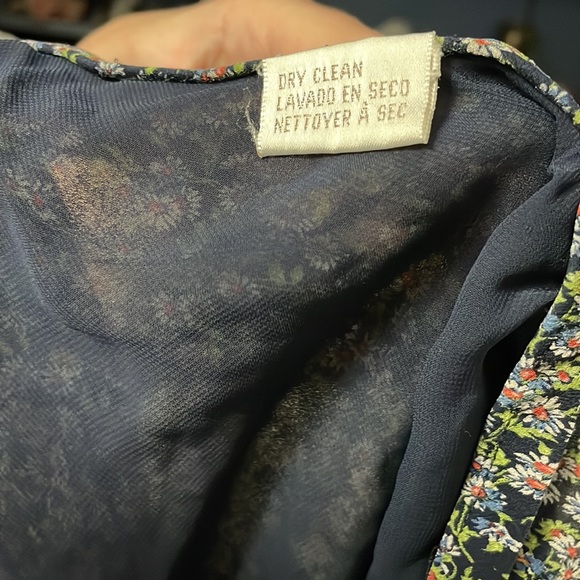 DRY CLEAN
LAVADO EN SECO
NETTOYER À SEC